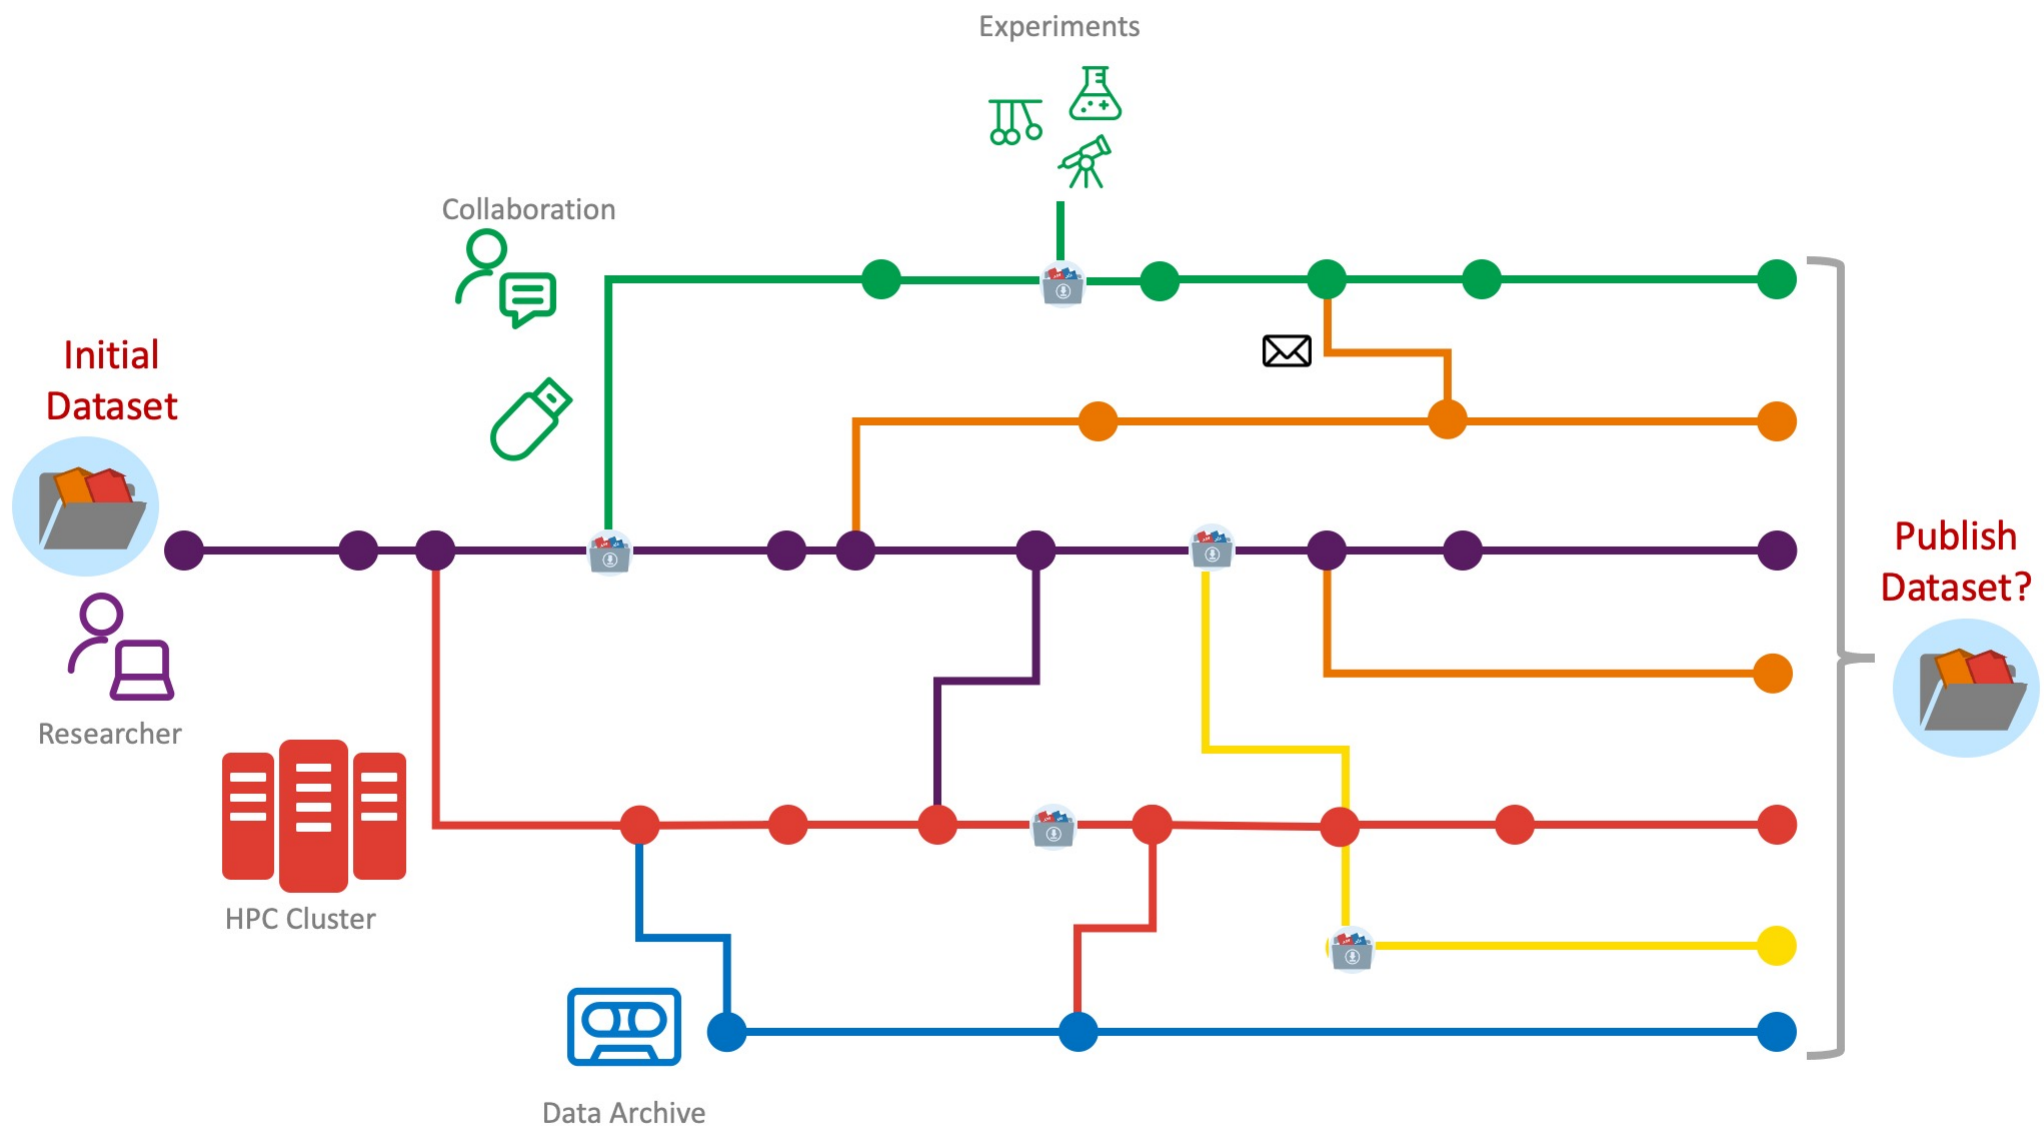 Experiments
Collaboration
Initial
Dataset
Researcher
HPC Cluster
Data Archive
Publish
Dataset?